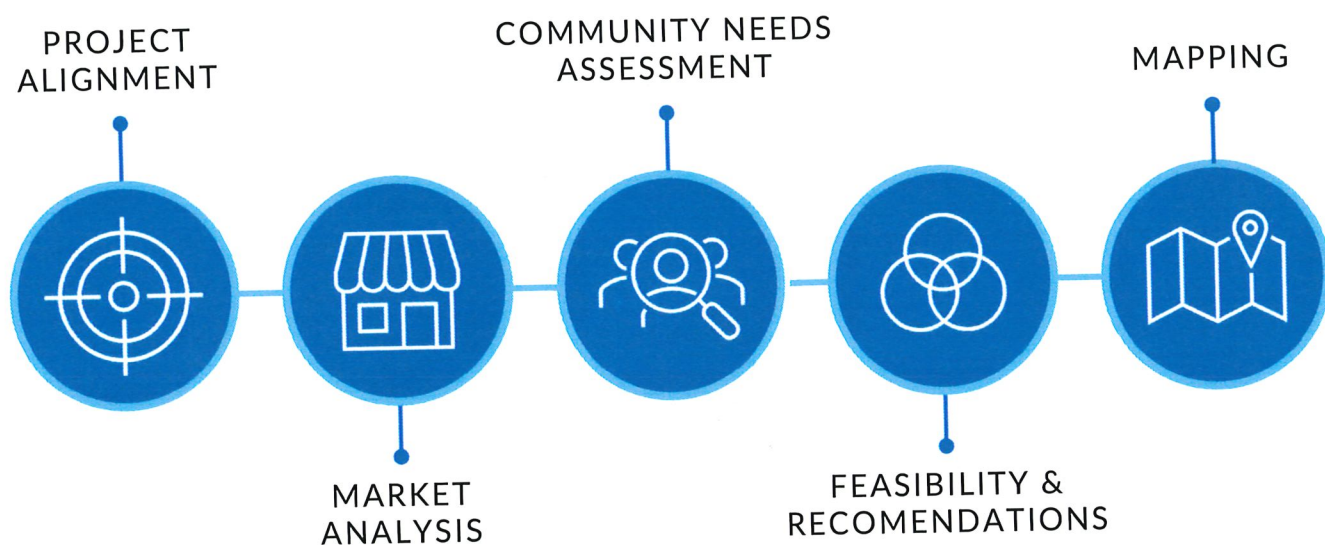 PROJECT
ALIGNMENT
MARKET
ANALYSIS
COMMUNITY NEEDS
ASSESSMENT
FEASIBILITY &
RECOMENDATIONS
MAPPING